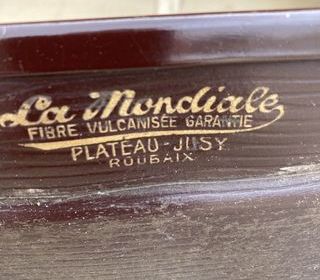 La Mondiale
FIBRE VULCANISÉE GARANTIE
PLATEAU-JUSY
ROUBAIX